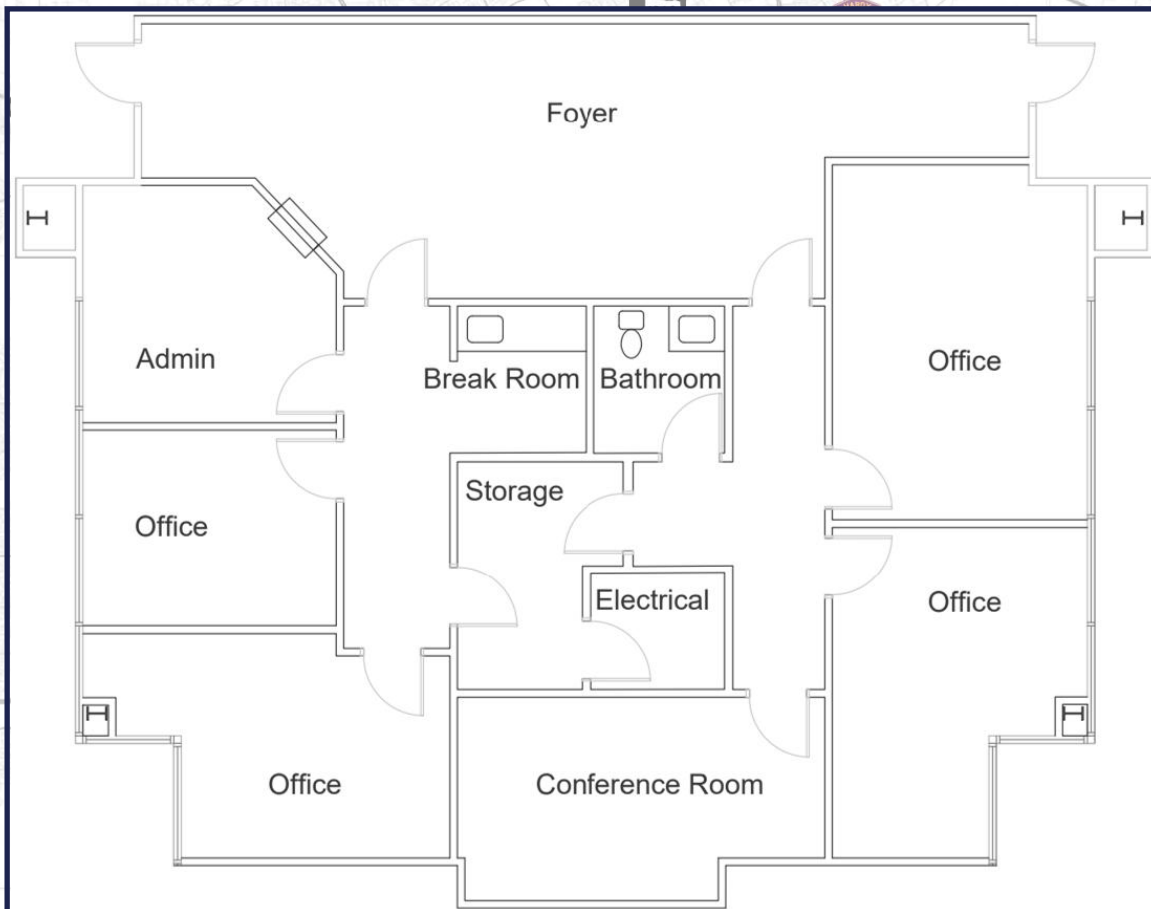 Foyer
Admin
Office
Break Room
Bathroom
Office
Storage
Office
Electrical
Office
Conference Room